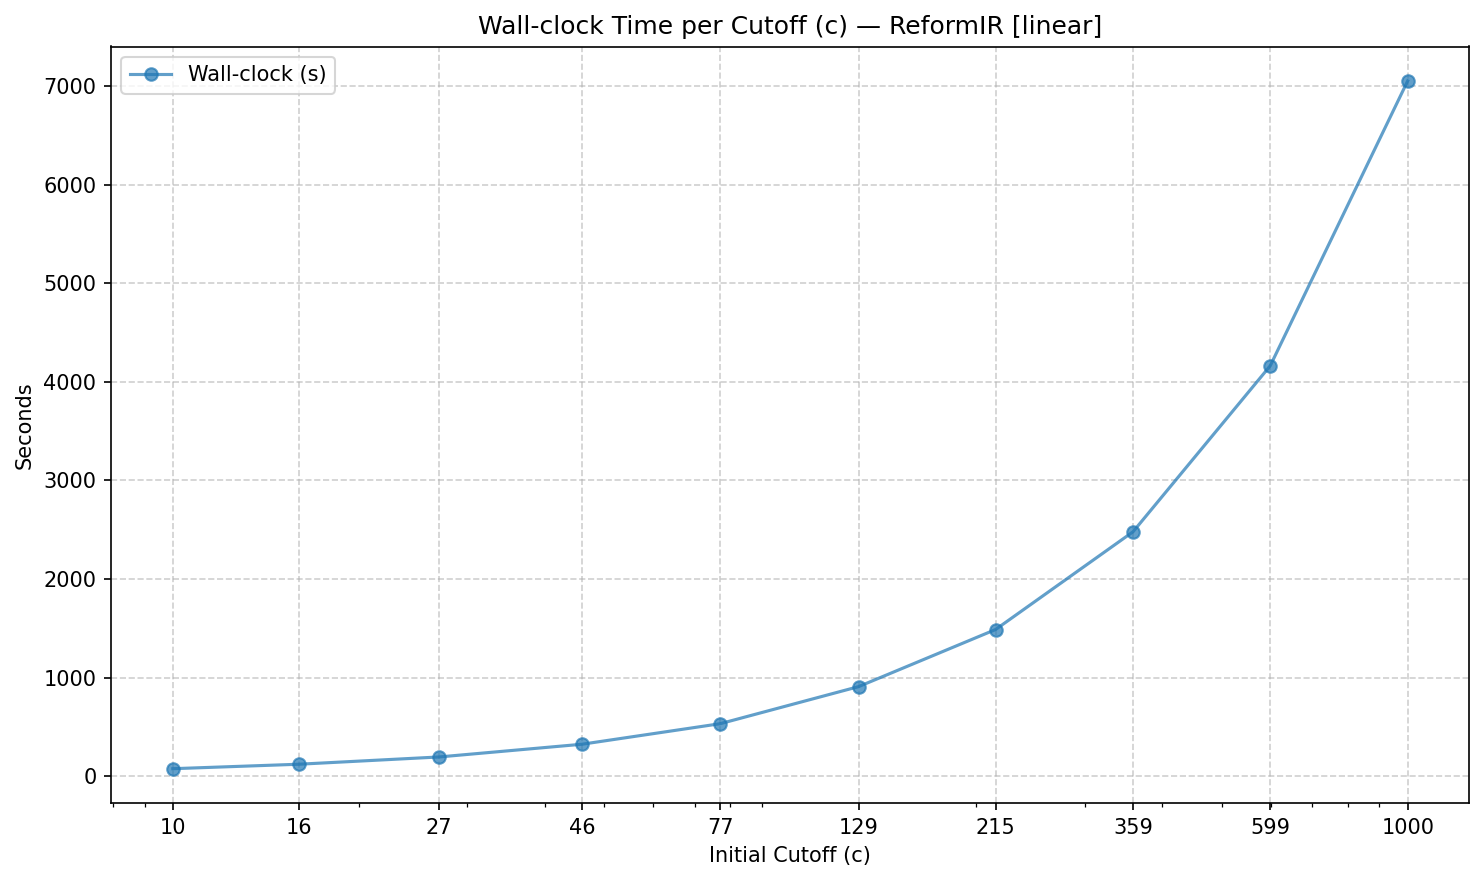 Wall-clock Time per Cutoff (c) — ReformIR [linear]
Wall-clock (s)
7000
6000
5000
4000
3000
2000
1000
0
Seconds
10 16 27 46 77 129 215 359 599 1000
Initial Cutoff (c)